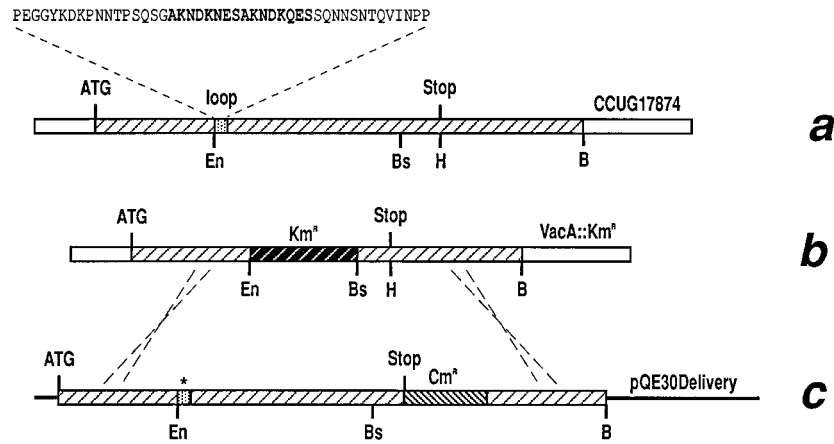 PEGGYKDKPNNTPSQSGAKNDKNESAKNDKQESSQNNSNTQVINPP
ATG loop Stop CCUG17874
a
En Bs H B
ATG Kmᴿ Stop VacA::Kmᴿ
b
En Bs H B
ATG * Stop Cmᴿ pQE30Delivery
c
En Bs B